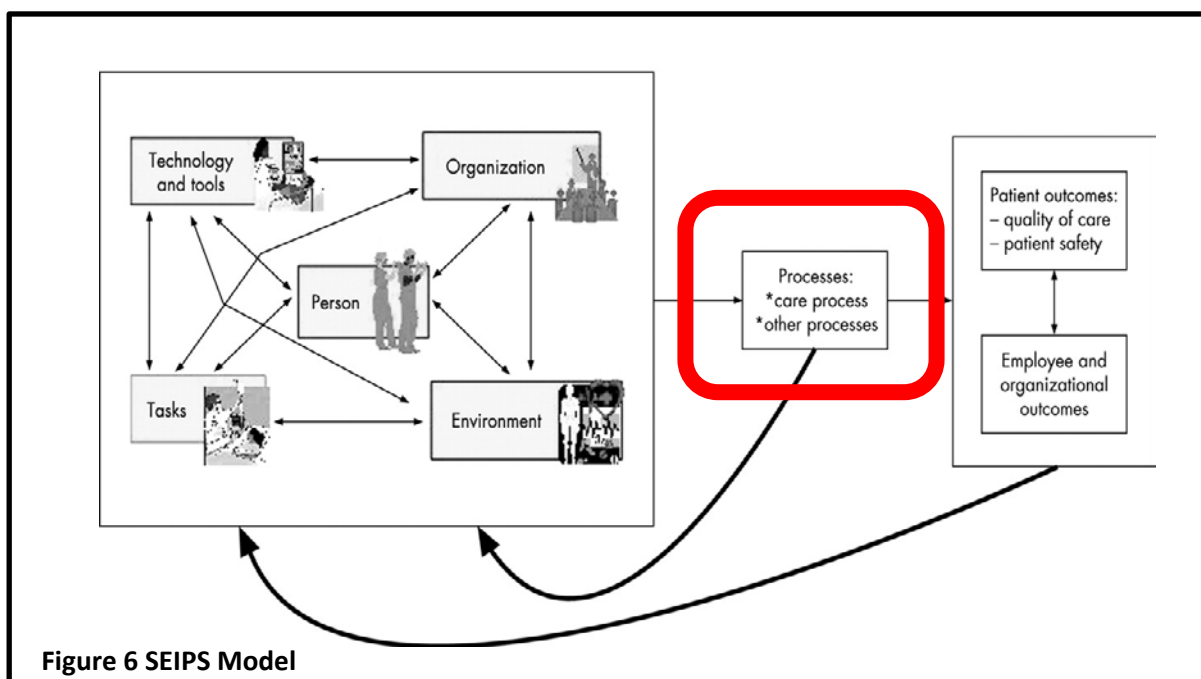 Technology
and tools
Organization
Person
Tasks
Environment
Processes:
*care process
*other processes
Patient outcomes:
– quality of care
– patient safety
Employee and
organizational
outcomes
Figure 6 SEIPS Model